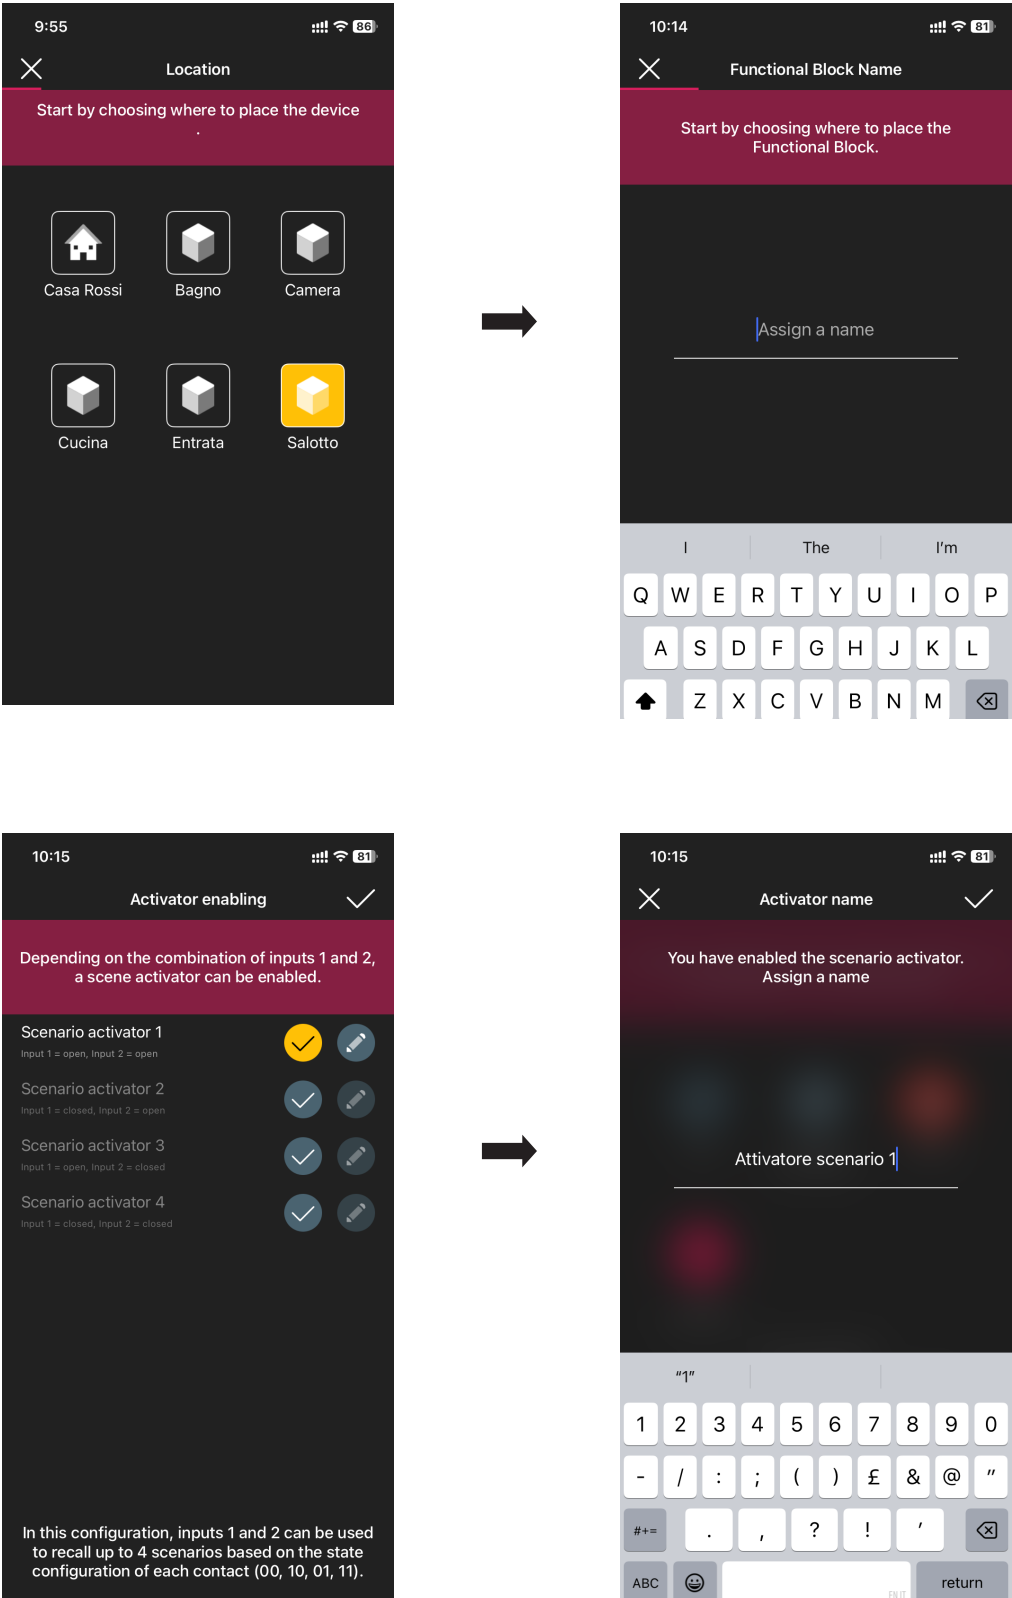 9:55
86
Location
Start by choosing where to place the device
.
Casa Rossi
Bagno
Camera
Cucina
Entrata
Salotto
10:14
81
Functional Block Name
Start by choosing where to place the
Functional Block.
Assign a name
I The I'm
Q W E R T Y U I O P
A S D F G H J K L
Z X C V B N M
10:15
81
Activator enabling
Depending on the combination of inputs 1 and 2,
a scene activator can be enabled.
Scenario activator 1
Input 1 = open, Input 2 = open
Scenario activator 2
Input 1 = closed, Input 2 = open
Scenario activator 3
Input 1 = open, Input 2 = closed
Scenario activator 4
Input 1 = closed, Input 2 = closed
In this configuration, inputs 1 and 2 can be used
to recall up to 4 scenarios based on the state
configuration of each contact (00, 10, 01, 11).
10:15
81
Activator name
You have enabled the scenario activator.
Assign a name
Attivatore scenario 1
“1”
1 2 3 4 5 6 7 8 9 0
- / : ; ( ) £ & @ "
#+= . , ? ! ′
ABC EN IT return